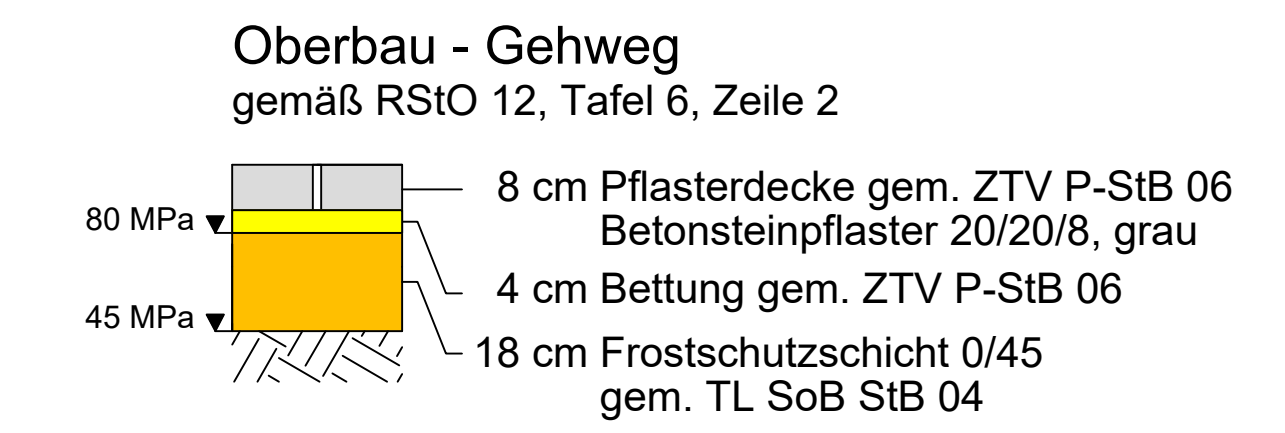 Oberbau - Gehweg
gemäß RStO 12, Tafel 6, Zeile 2
8 cm Pflasterdecke gem. ZTV P-StB 06
80 MPa
Betonsteinpflaster 20/20/8, grau
4 cm Bettung gem. ZTV P-StB 06
45 MPa
18 cm Frostschutzschicht 0/45
gem. TL SoB StB 04